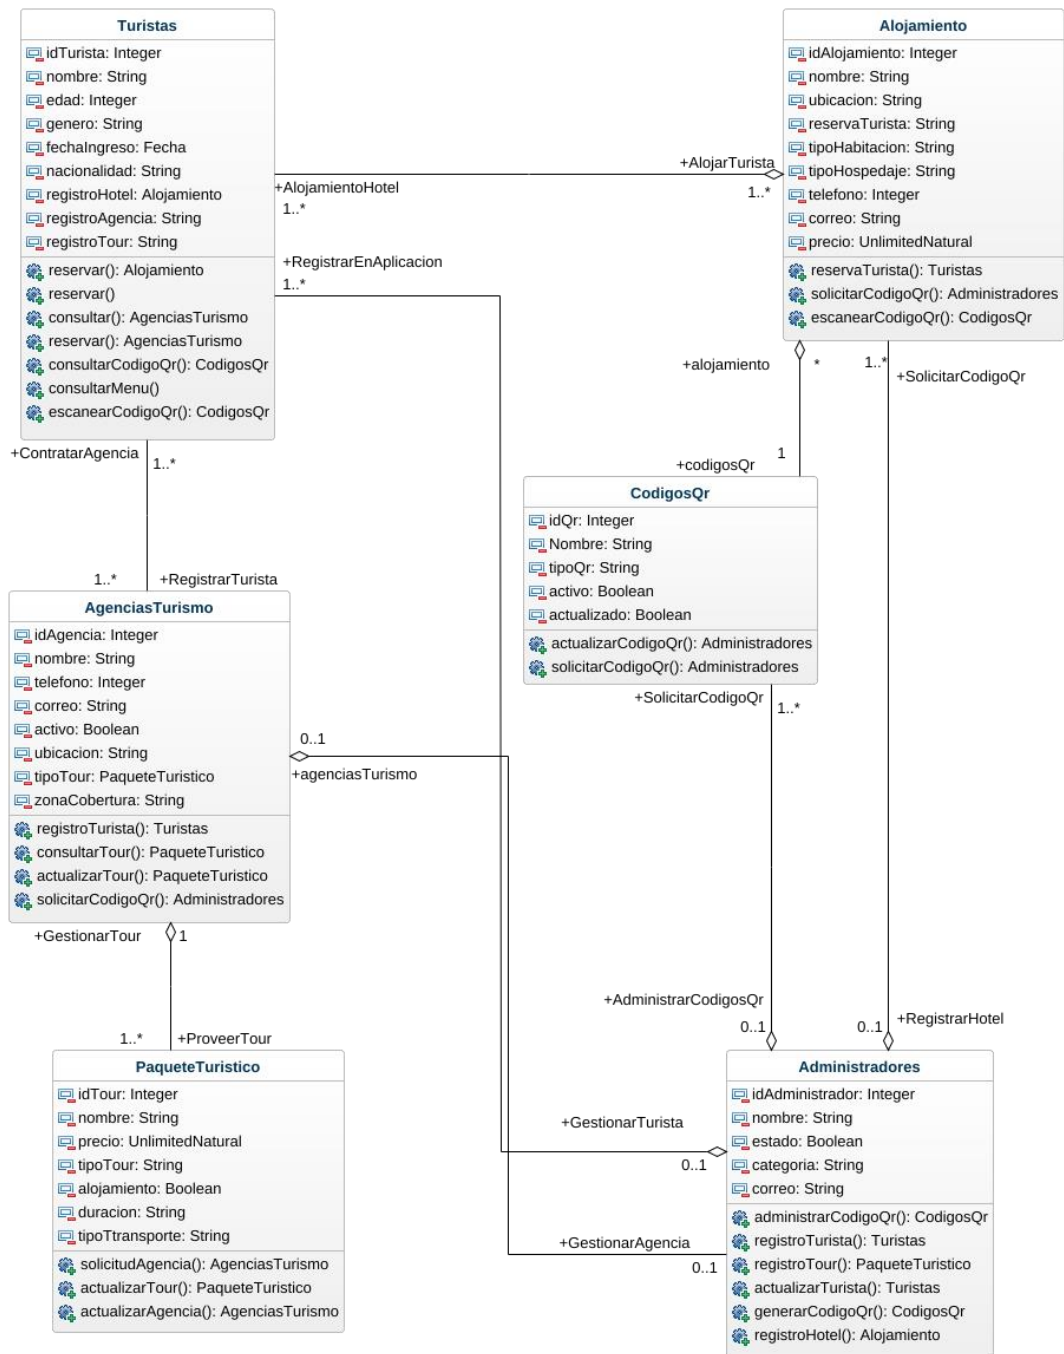 Turistas
idTurista: Integer
nombre: String
edad: Integer
genero: String
fechaIngreso: Fecha
nacionalidad: String
registroHotel: Alojamiento
registroAgencia: String
registroTour: String
reservar(): Alojamiento
reservar()
consultar(): AgenciasTurismo
reservar(): AgenciasTurismo
consultarCodigoQr(): CodigosQr
consultarMenu()
escanearCodigoQr(): CodigosQr
Alojamiento
idAlojamiento: Integer
nombre: String
ubicacion: String
reservaTurista: String
tipoHabitacion: String
tipoHospedaje: String
telefono: Integer
correo: String
precio: UnlimitedNatural
reservaTurista(): Turistas
solicitarCodigoQr(): Administradores
escanearCodigoQr(): CodigosQr
+AlojarTurista
1..*
+AlojamientoHotel
1..*
+RegistrarEnAplicacion
1..*
+alojamiento
*
1..*
+SolicitarCodigoQr
+ContratarAgencia
1..*
1
+codigosQr
CodigosQr
idQr: Integer
Nombre: String
tipoQr: String
activo: Boolean
actualizado: Boolean
actualizarCodigoQr(): Administradores
solicitarCodigoQr(): Administradores
1..*
+RegistrarTurista
AgenciasTurismo
idAgencia: Integer
nombre: String
telefono: Integer
correo: String
activo: Boolean
ubicacion: String
tipoTour: PaqueteTuristico
zonaCobertura: String
registroTurista(): Turistas
consultarTour(): PaqueteTuristico
actualizarTour(): PaqueteTuristico
solicitarCodigoQr(): Administradores
+SolicitarCodigoQr
1..*
0..1
+agenciasTurismo
+GestionarTour
1
1..*
+ProveerTour
+AdministrarCodigosQr
0..1
0..1
+RegistrarHotel
PaqueteTuristico
idTour: Integer
nombre: String
precio: UnlimitedNatural
tipoTour: String
alojamiento: Boolean
duracion: String
tipoTtransporte: String
solicitudAgencia(): AgenciasTurismo
actualizarTour(): PaqueteTuristico
actualizarAgencia(): AgenciasTurismo
+GestionarTurista
0..1
+GestionarAgencia
0..1
Administradores
idAdministrador: Integer
nombre: String
estado: Boolean
categoria: String
correo: String
administrarCodigoQr(): CodigosQr
registroTurista(): Turistas
registroTour(): PaqueteTuristico
actualizarTurista(): Turistas
generarCodigoQr(): CodigosQr
registroHotel(): Alojamiento